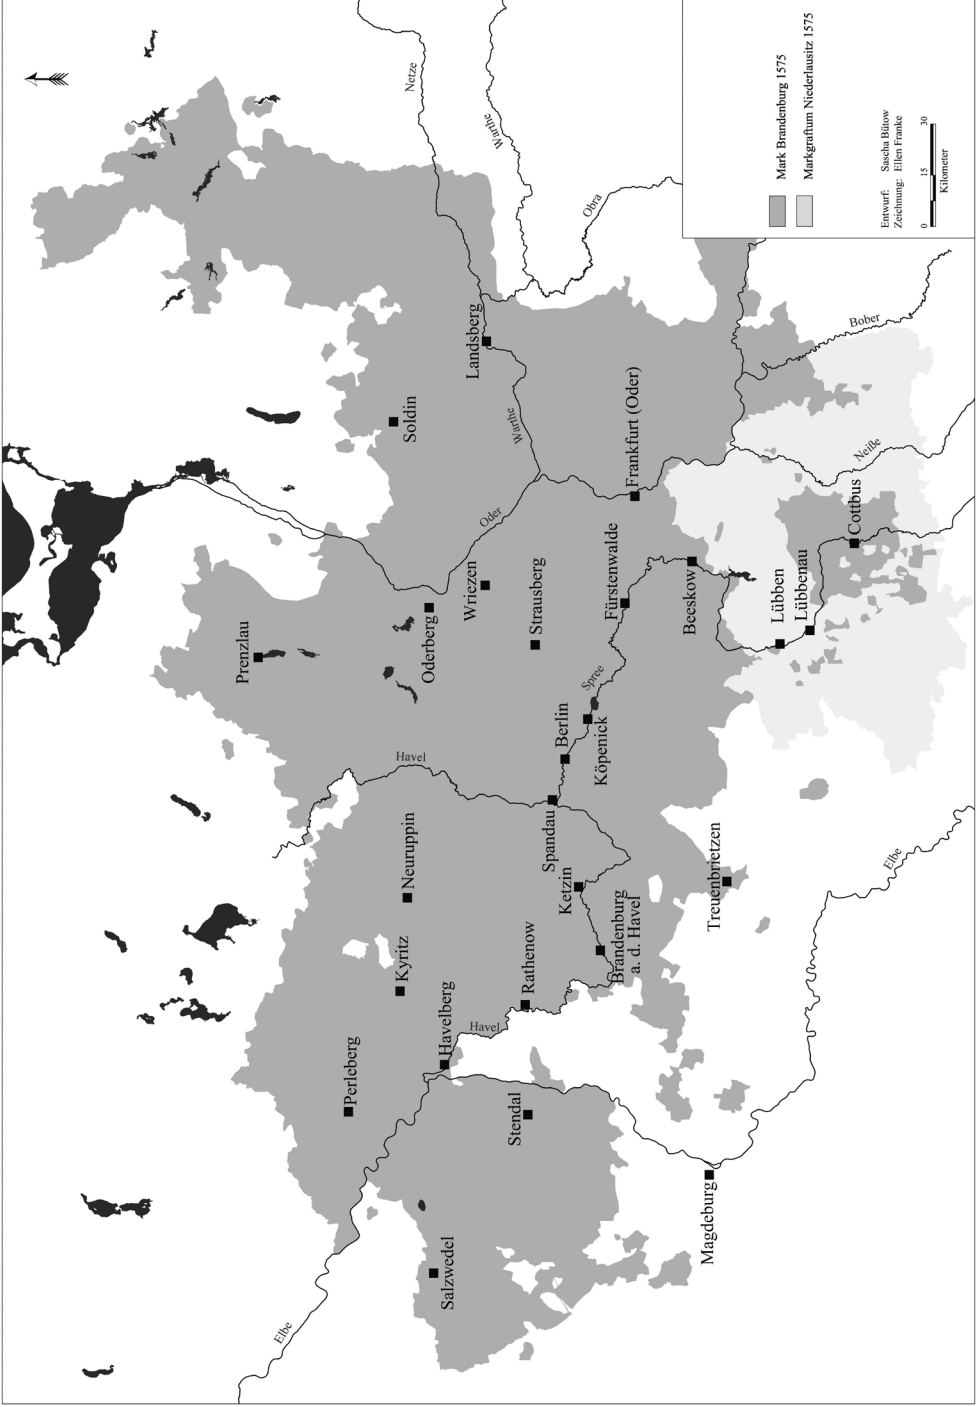 Netze
Warthe
Obra
Landsberg
Soldin
Warthe
Bober
Oder
Frankfurt (Oder)
Neiße
Prenzlau
Oderberg
Wriezen
Strausberg
Fürstenwalde
Beeskow
Lübben
Lübbenau
Cottbus
Spree
Havel
Berlin
Köpenick
Spandau
Neuruppin
Ketzin
Treuenbrietzen
Elbe
Kyritz
Rathenow
Brandenburg
a. d. Havel
Havelberg
Havel
Perleberg
Stendal
Magdeburg
Salzwedel
Elbe
Mark Brandenburg 1575
Markgraftum Niederlausitz 1575
Entwurf: Sascha Bütow
Zeichnung: Ellen Franke
0 15 30
Kilometer